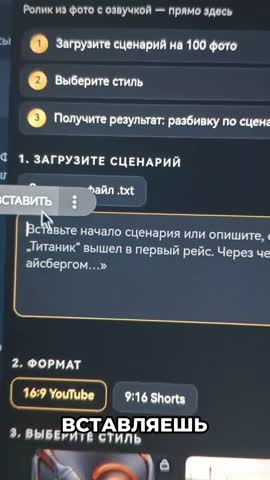 Ролик из фото с озвучкой — прямо здесь
1 Загрузите сценарий на 100 фото
2 Выберите стиль
3 Получите результат: разбивку по сцена
1. ЗАГРУЗИТЕ СЦЕНАРИЙ
файл .txt
ВСТАВИТЬ
Вставьте начало сценария или опишите,
„Титаник“ вышел в первый рейс. Через че
айсбергом...»
2. ФОРМАТ
16:9 YouTube
9:16 Shorts
ВСТАВЛЯЕШЬ
3. ВЫБЕРИТЕ СТИЛЬ